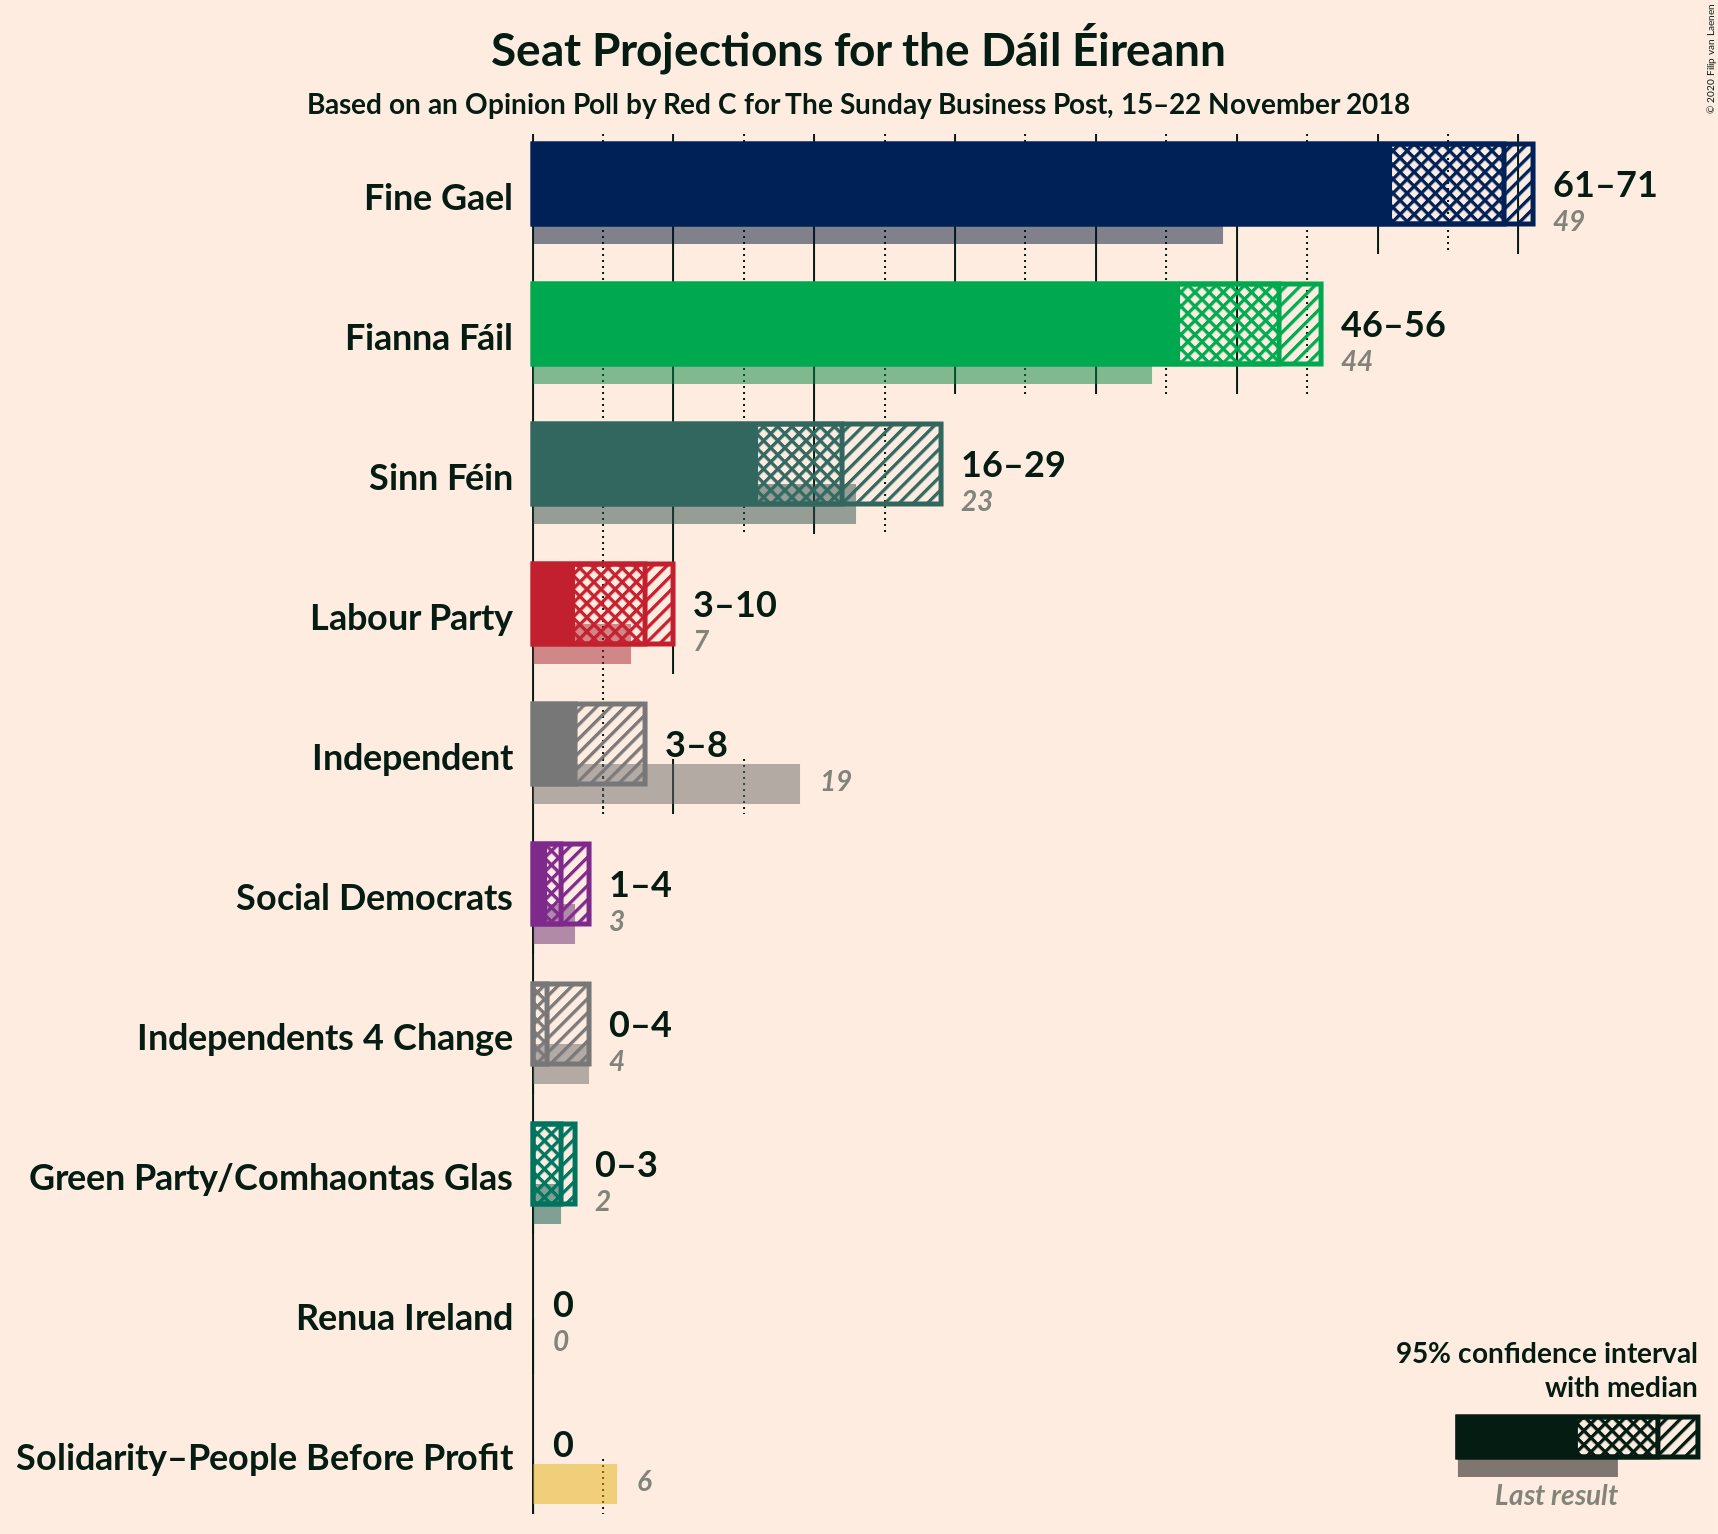 Seat Projections for the Dáil Éireann
Based on an Opinion Poll by Red C for The Sunday Business Post, 15–22 November 2018
© 2020 Filip van Laenen
Fine Gael
61–71
49
Fianna Fáil
46–56
44
Sinn Féin
16–29
23
Labour Party
3–10
7
Independent
3–8
19
Social Democrats
1–4
3
Independents 4 Change
0–4
4
Green Party/Comhaontas Glas
0–3
2
Renua Ireland
0
0
Solidarity–People Before Profit
0
6
95% confidence interval
with median
Last result